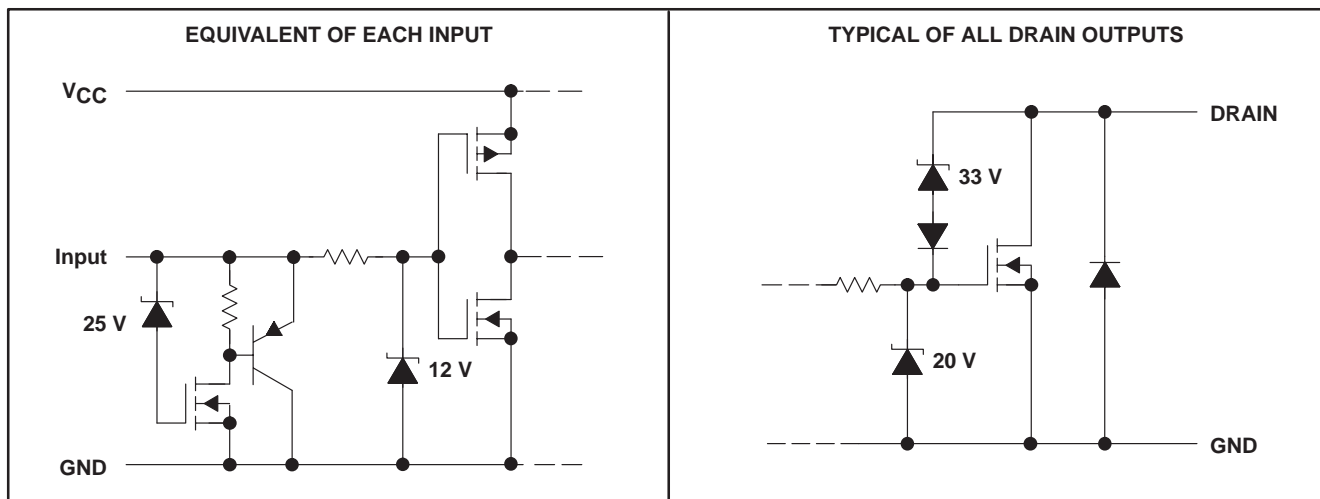 EQUIVALENT OF EACH INPUT
VCC
Input
25 V
12 V
GND
TYPICAL OF ALL DRAIN OUTPUTS
DRAIN
33 V
20 V
GND